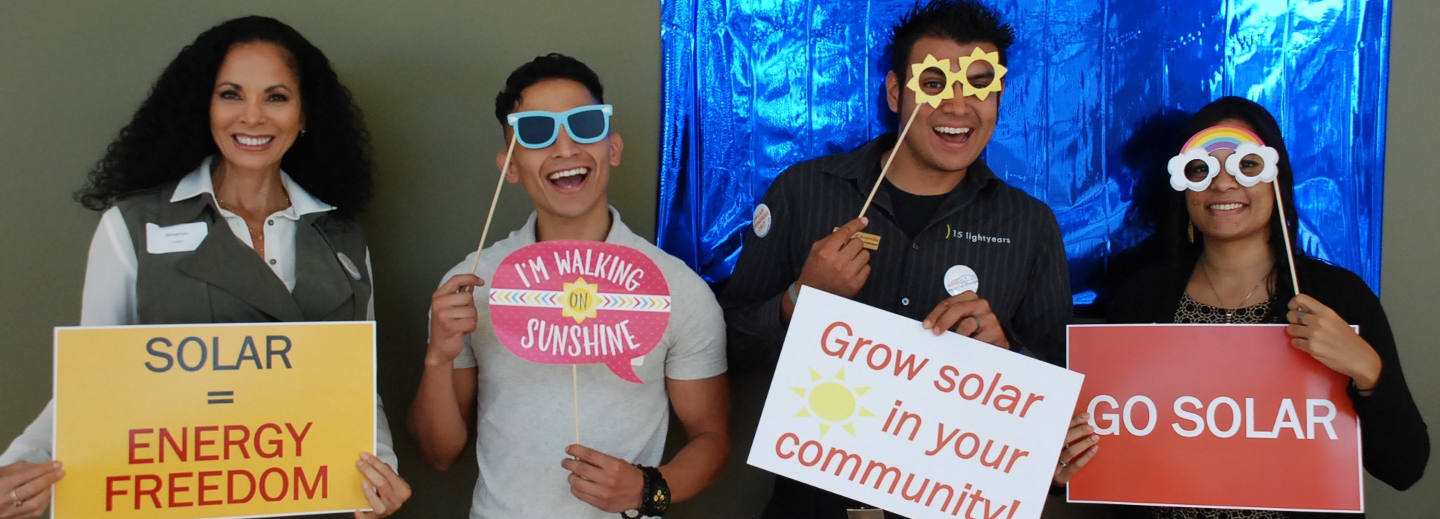 SOLAR
=
ENERGY
FREEDOM
I'M WALKING
ON
SUNSHINE
15 lightyears
Grow solar
in your
community!
GO SOLAR